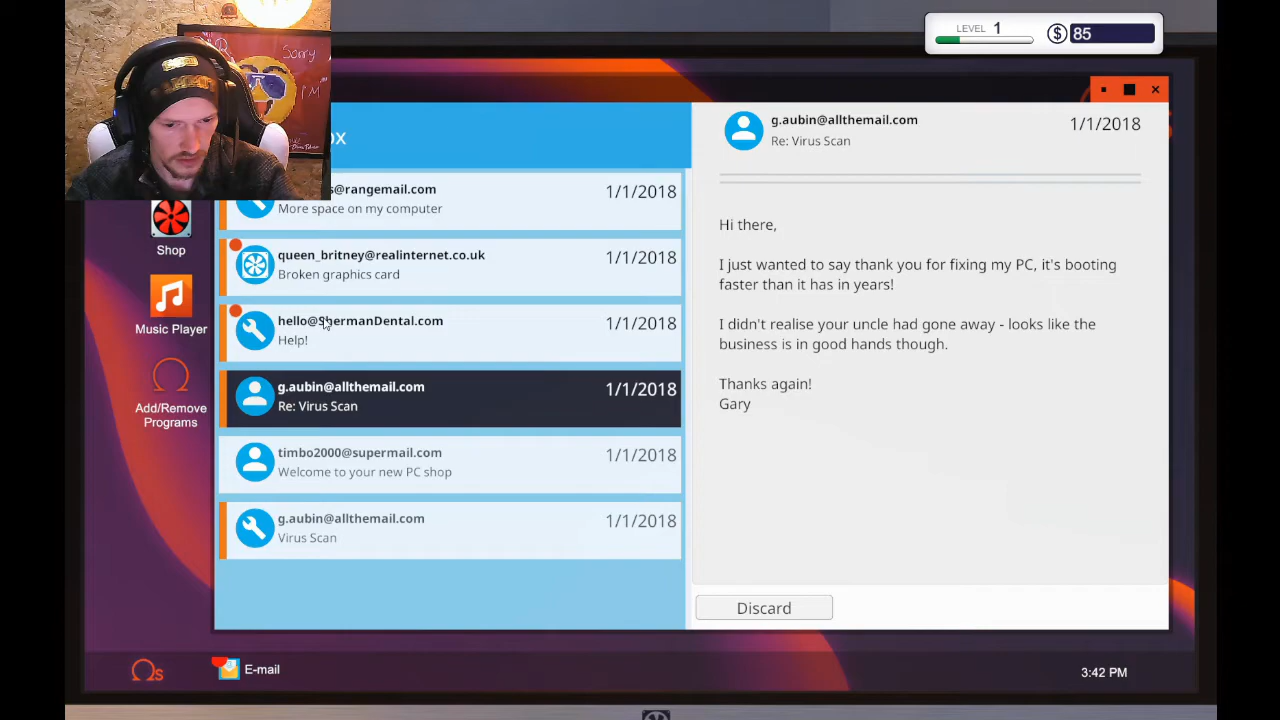 LEVEL 1
$ 85
Sorry
ox
s@rangemail.com
1/1/2018
More space on my computer
queen_britney@realinternet.co.uk
1/1/2018
Broken graphics card
hello@ShermanDental.com
1/1/2018
Help!
g.aubin@allthemail.com
1/1/2018
Re: Virus Scan
timbo2000@supermail.com
1/1/2018
Welcome to your new PC shop
g.aubin@allthemail.com
1/1/2018
Virus Scan
Shop
Music Player
Add/Remove
Programs
g.aubin@allthemail.com
1/1/2018
Re: Virus Scan
Hi there,
I just wanted to say thank you for fixing my PC, it's booting
faster than it has in years!
I didn't realise your uncle had gone away - looks like the
business is in good hands though.
Thanks again!
Gary
Discard
Ωs
E-mail
3:42 PM